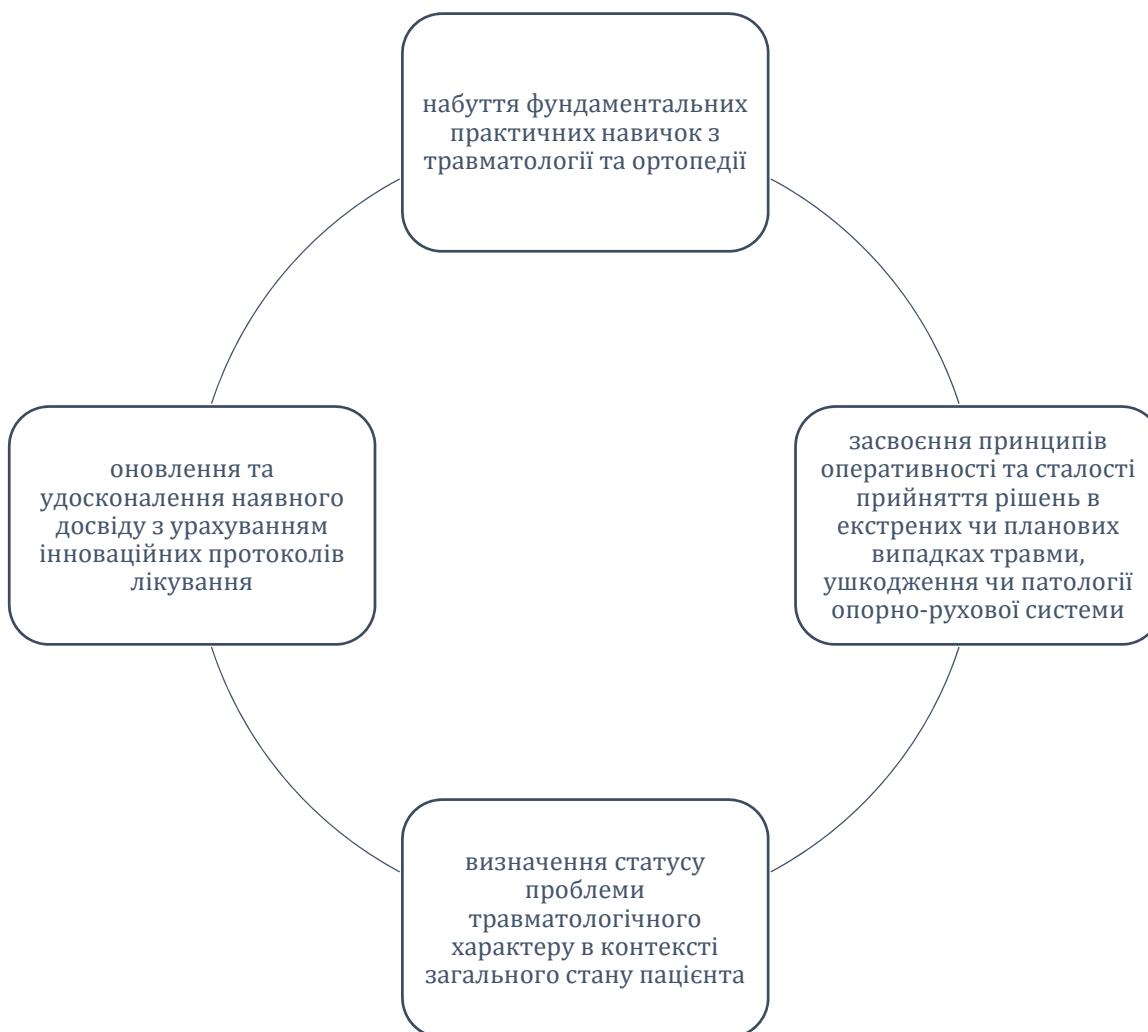 набуття фундаментальних
практичних навичок з
травматології та ортопедії
засвоєння принципів
оперативності та сталості
прийняття рішень в
екстрених чи планових
випадках травми,
ушкодження чи патології
опорно-рухової системи
визначення статусу
проблеми
травматологічного
характеру в контексті
загального стану пацієнта
оновлення та
удосконалення наявного
досвіду з урахуванням
інноваційних протоколів
лікування